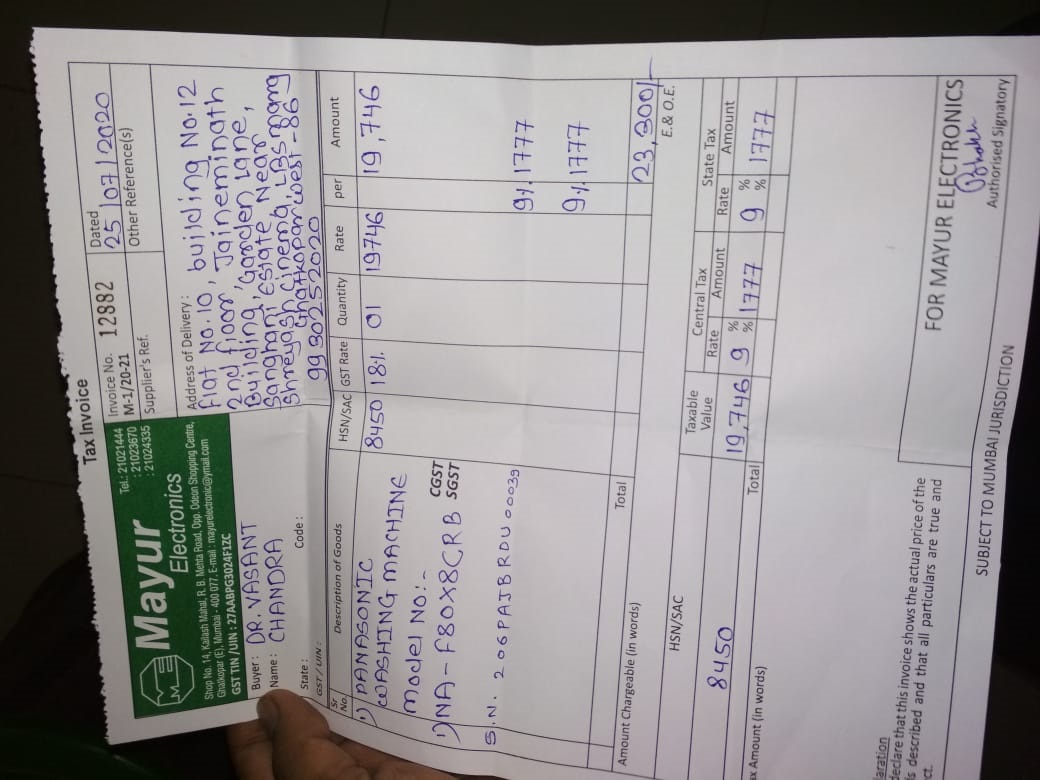 Tax Invoice
Mayur
Electronics
Tel.: 21021444
: 21023670
: 21024335
Shop No. 14, Kailash Mahal, R. B. Mehta Road, Opp. Odeon Shopping Centre,
Ghatkopar (E), Mumbai - 400 077. E-mail : mayurelectronic@ymail.com
GST TIN / UIN : 27AABPG3024F1ZC
Invoice No. 12882
M-1/20-21
Dated
25/07/2020
Supplier's Ref.
Other Reference(s)
Buyer : DR. VASANT
Name : CHANDRA
State : Code :
GST / UIN :
Address of Delivery :
flat No. 10, building No. 12
2nd floor, Jaineminath
Building, Garden Lane,
Sanghani Estate Near
Shreyash Cinema, LBS marg
Ghatkopar west - 86
9930252020
Sr No. Description of Goods HSN/SAC GST Rate Quantity Rate per Amount
1) PANASONIC 8450 18% 01 19746 19,746
WASHING MACHINE
Model NO:-
1) NA-F80X8CRB CGST 9% 1777
SGST 9% 1777
S.N. 206PAJBRDU00039
Total 23,300/-
Amount Chargeable (in words) E. & O.E.
HSN/SAC Taxable Value Central Tax State Tax
Rate Amount Rate Amount
% %
8450 19,746 9 % 1777 9 % 1777
Total
ax Amount (in words)
aration
declare that this invoice shows the actual price of the
s described and that all particulars are true and
ct.
FOR MAYUR ELECTRONICS
Authorised Signatory
SUBJECT TO MUMBAI JURISDICTION